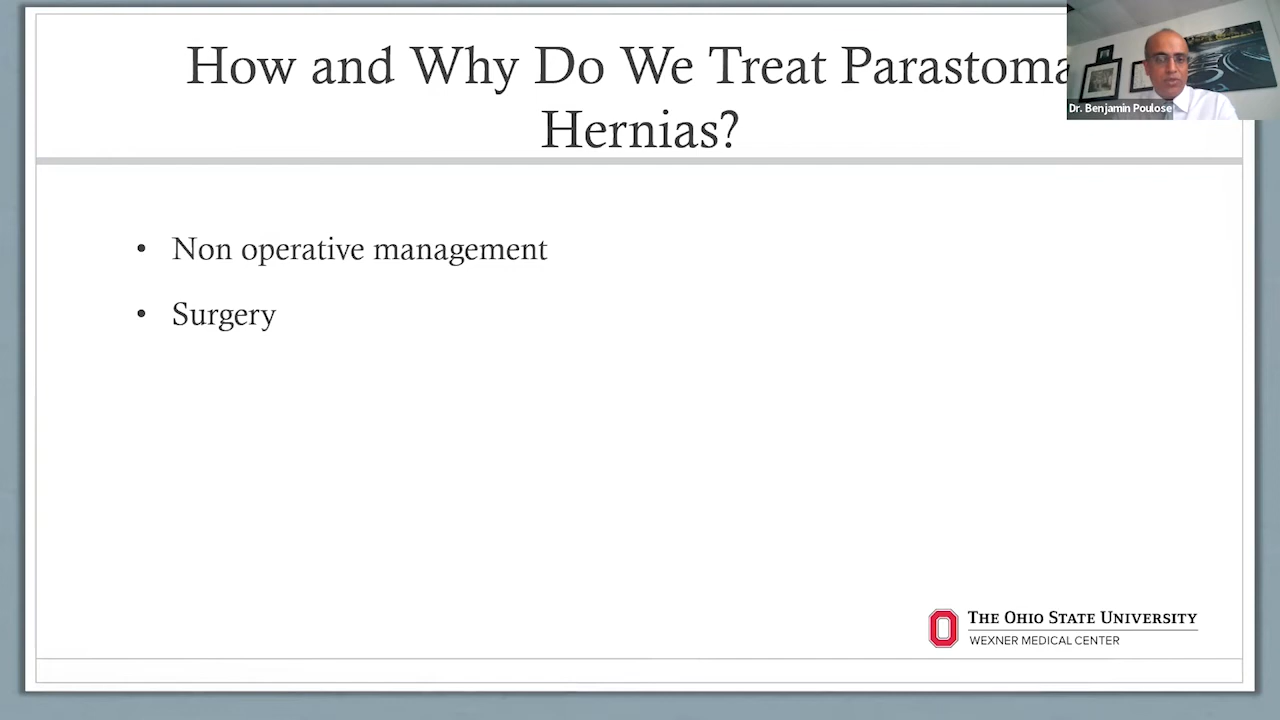 How and Why Do We Treat Parastoma
Hernias?
Dr. Benjamin Poulose
• Non operative management
• Surgery
THE OHIO STATE UNIVERSITY
WEXNER MEDICAL CENTER